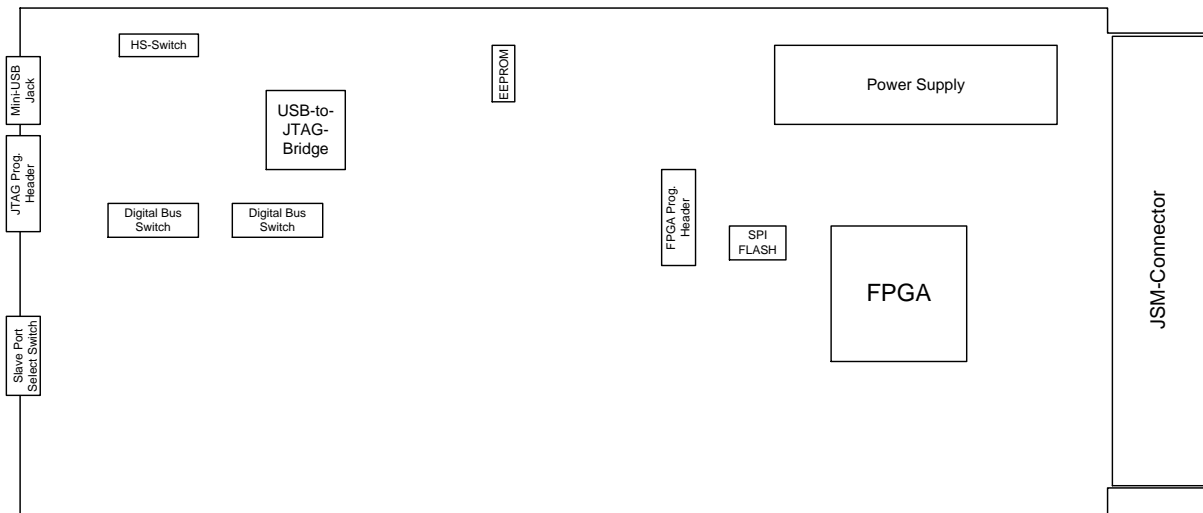 HS-Switch
Mini-USB
Jack
EEPROM
Power Supply
USB-to-
JTAG-
Bridge
JTAG Prog.
Header
FPGA Prog.
Header
Digital Bus
Switch
Digital Bus
Switch
SPI
FLASH
FPGA
JSM-Connector
Slave Port
Select Switch